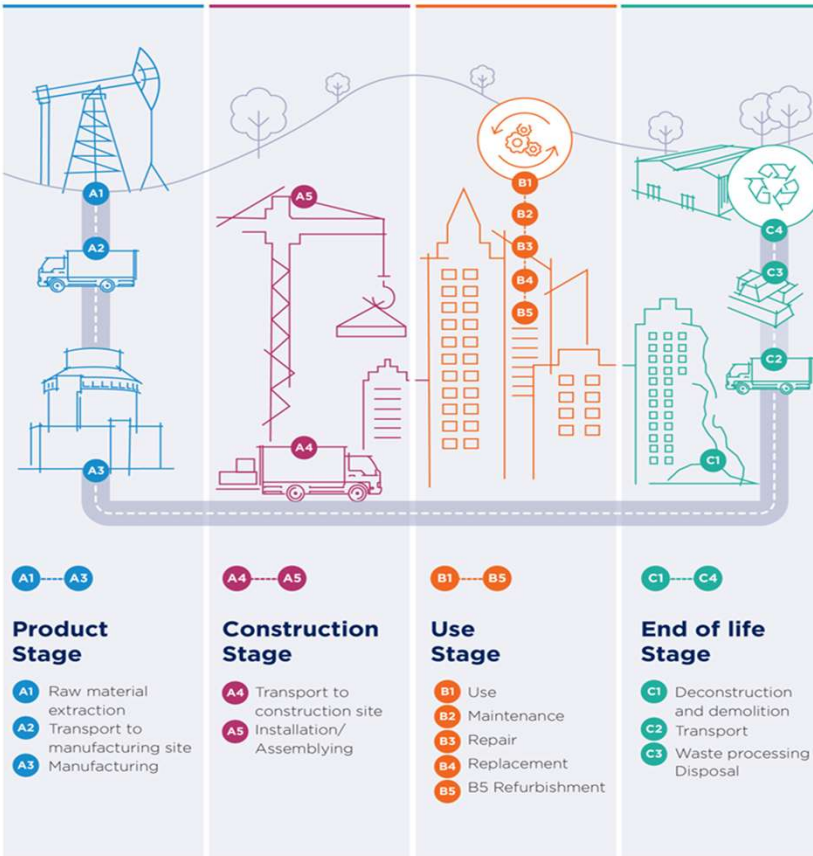 A1
A2
A3
A5
A4
B1
B2
B3
B4
B5
C4
C3
C2
C1
A1 A3
Product
Stage
A1 Raw material
extraction
A2 Transport to
manufacturing site
A3 Manufacturing
A4 A5
Construction
Stage
A4 Transport to
construction site
A5 Installation/
Assemblying
B1 B5
Use
Stage
B1 Use
B2 Maintenance
B3 Repair
B4 Replacement
B5 B5 Refurbishment
C1 C4
End of life
Stage
C1 Deconstruction
and demolition
C2 Transport
C3 Waste processing
Disposal